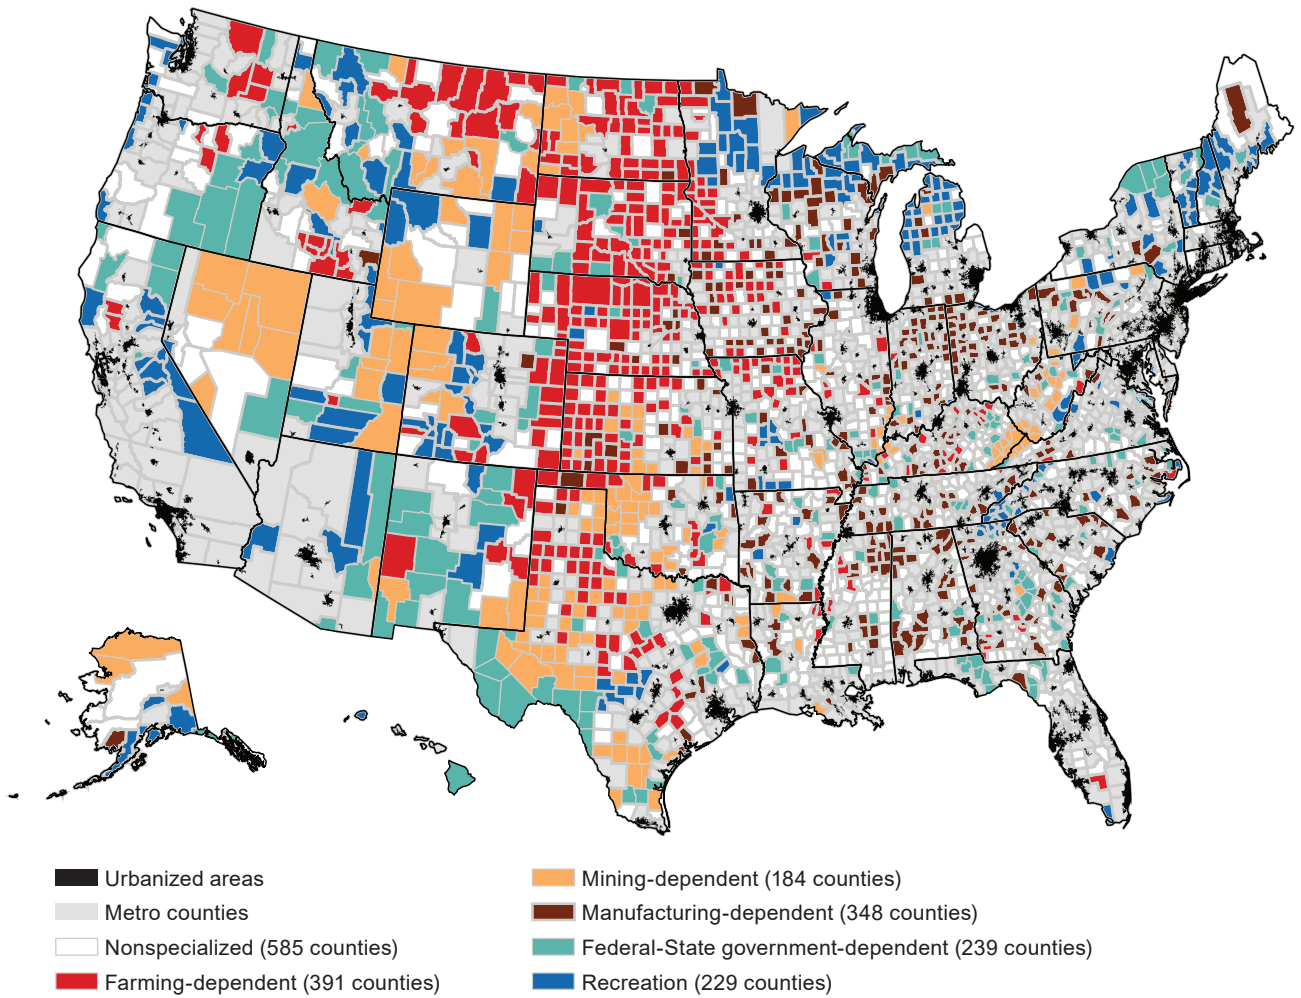 Urbanized areas
Metro counties
Nonspecialized (585 counties)
Farming-dependent (391 counties)
Mining-dependent (184 counties)
Manufacturing-dependent (348 counties)
Federal-State government-dependent (239 counties)
Recreation (229 counties)